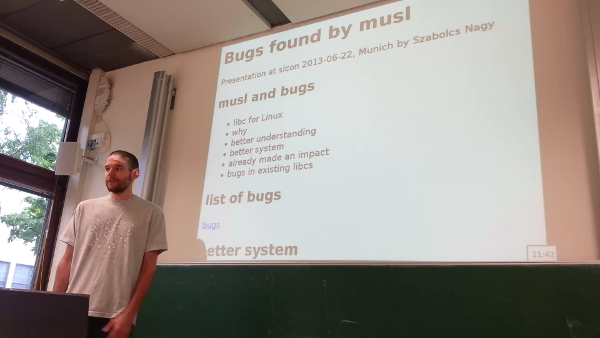 Bugs found by musl
Presentation at sicon 2013-06-22, Munich by Szabolcs Nagy
musl and bugs
• libc for Linux
• why
• better understanding
• better system
• already made an impact
• bugs in existing libcs
list of bugs
bugs
etter system
11:42